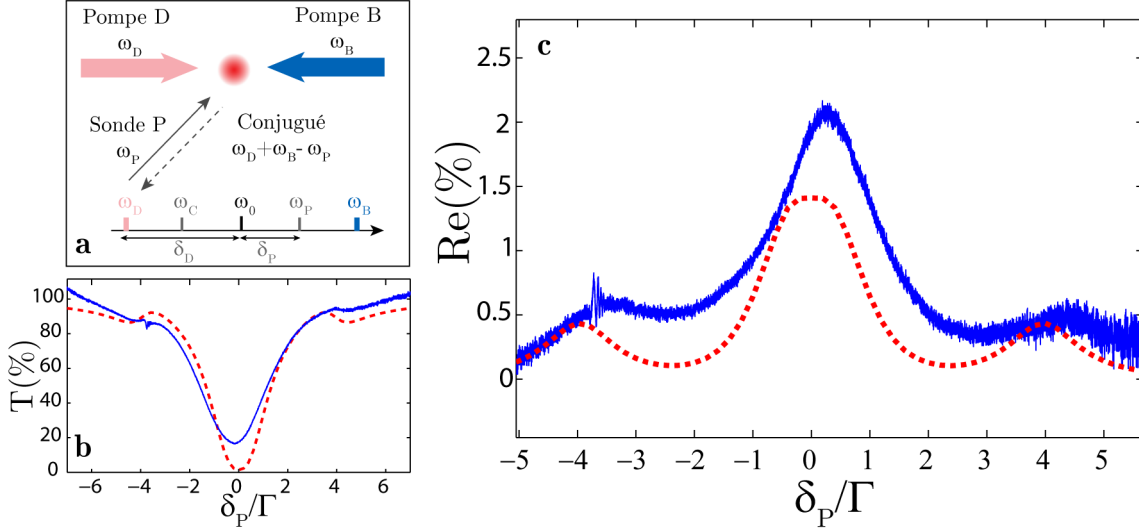 Pompe D
Pompe B
ω_D
ω_B
Sonde P
Conjugué
ω_P
ω_D+ω_B-ω_P
ω_D ω_C ω_0 ω_P ω_B
δ_D δ_P
a
T(%)
100
80
60
40
20
0
b
−6 −4 −2 0 2 4 6
δ_P/Γ
c
Re(%)
2.5
2
1.5
1
0.5
0
−5 −4 −3 −2 −1 0 1 2 3 4 5
δ_P/Γ